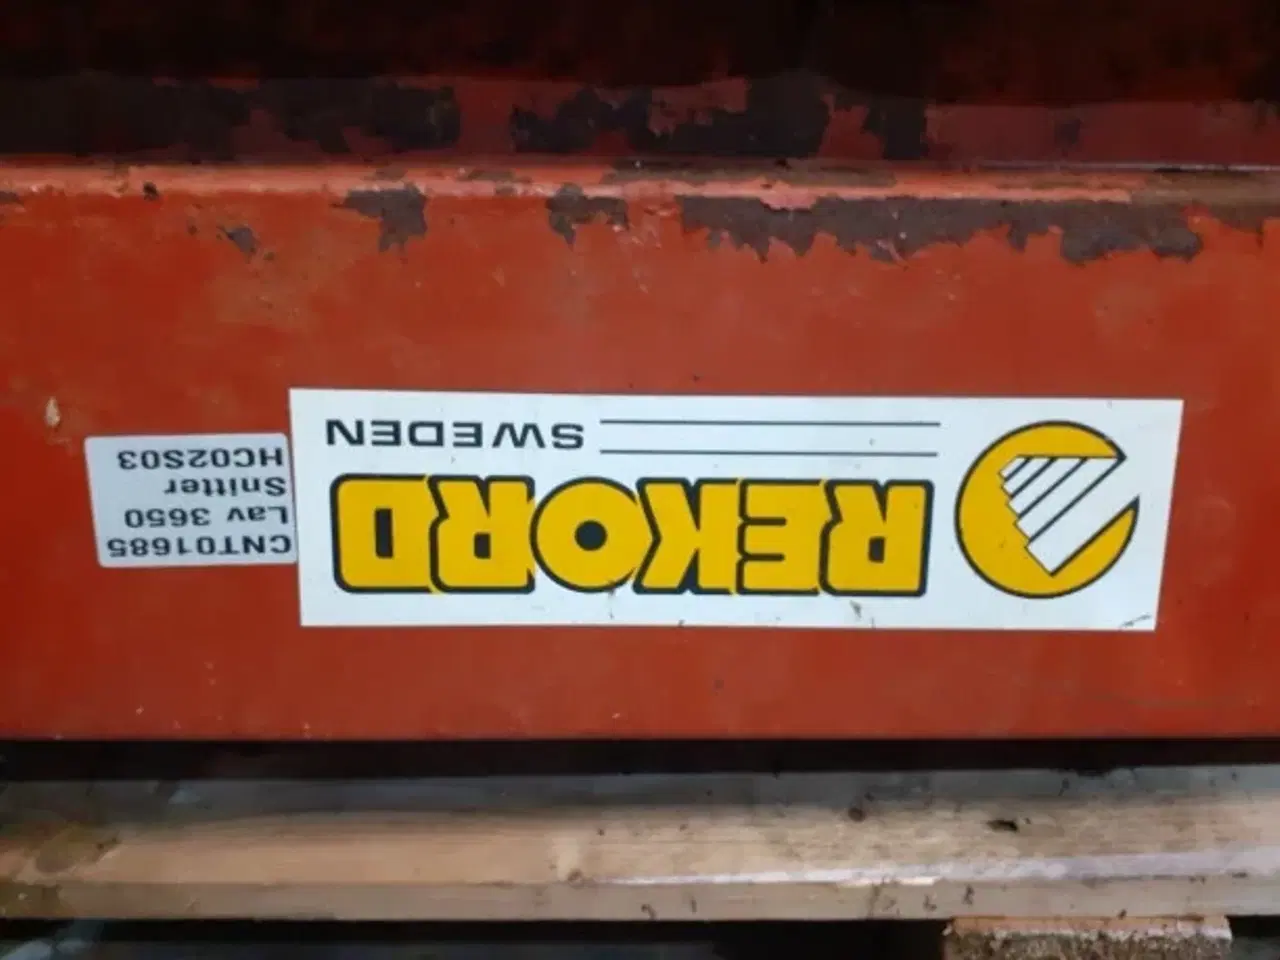 REKORD
SWEDEN
CNT01685
Lav 3650
Snitter
HC02S03